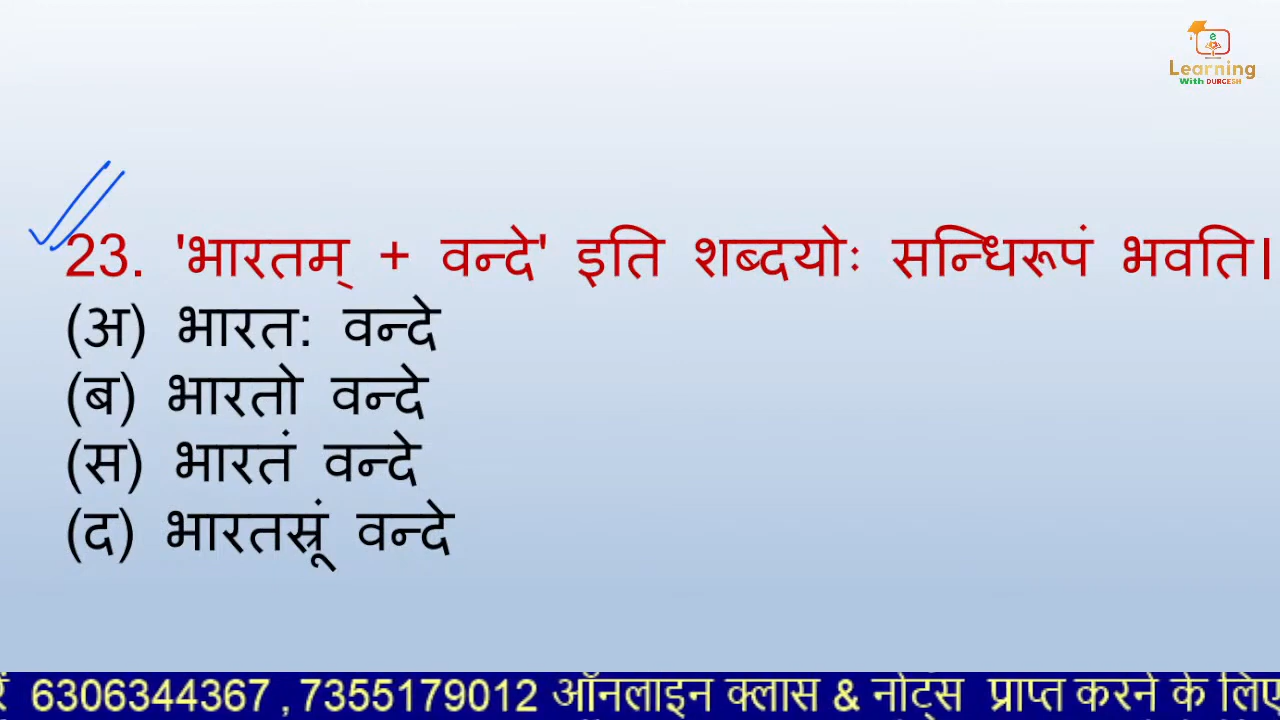 Learning
With DURGESH
23. 'भारतम् + वन्दे' इति शब्दयोः सन्धिरूपं भवति।
(अ) भारत: वन्दे
(ब) भारतो वन्दे
(स) भारतं वन्दे
(द) भारतस्रूं वन्दे
6306344367 , 7355179012 ऑनलाइन क्लास & नोट्स प्राप्त करने के लिए